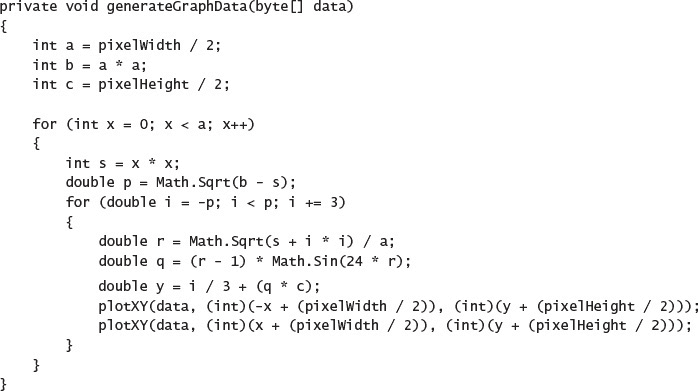 private void generateGraphData(byte[] data)
{
int a = pixelWidth / 2;
int b = a * a;
int c = pixelHeight / 2;
for (int x = 0; x < a; x++)
{
int s = x * x;
double p = Math.Sqrt(b - s);
for (double i = -p; i < p; i += 3)
{
double r = Math.Sqrt(s + i * i) / a;
double q = (r - 1) * Math.Sin(24 * r);
double y = i / 3 + (q * c);
plotXY(data, (int)(-x + (pixelWidth / 2)), (int)(y + (pixelHeight / 2)));
plotXY(data, (int)(x + (pixelWidth / 2)), (int)(y + (pixelHeight / 2)));
}
}
}